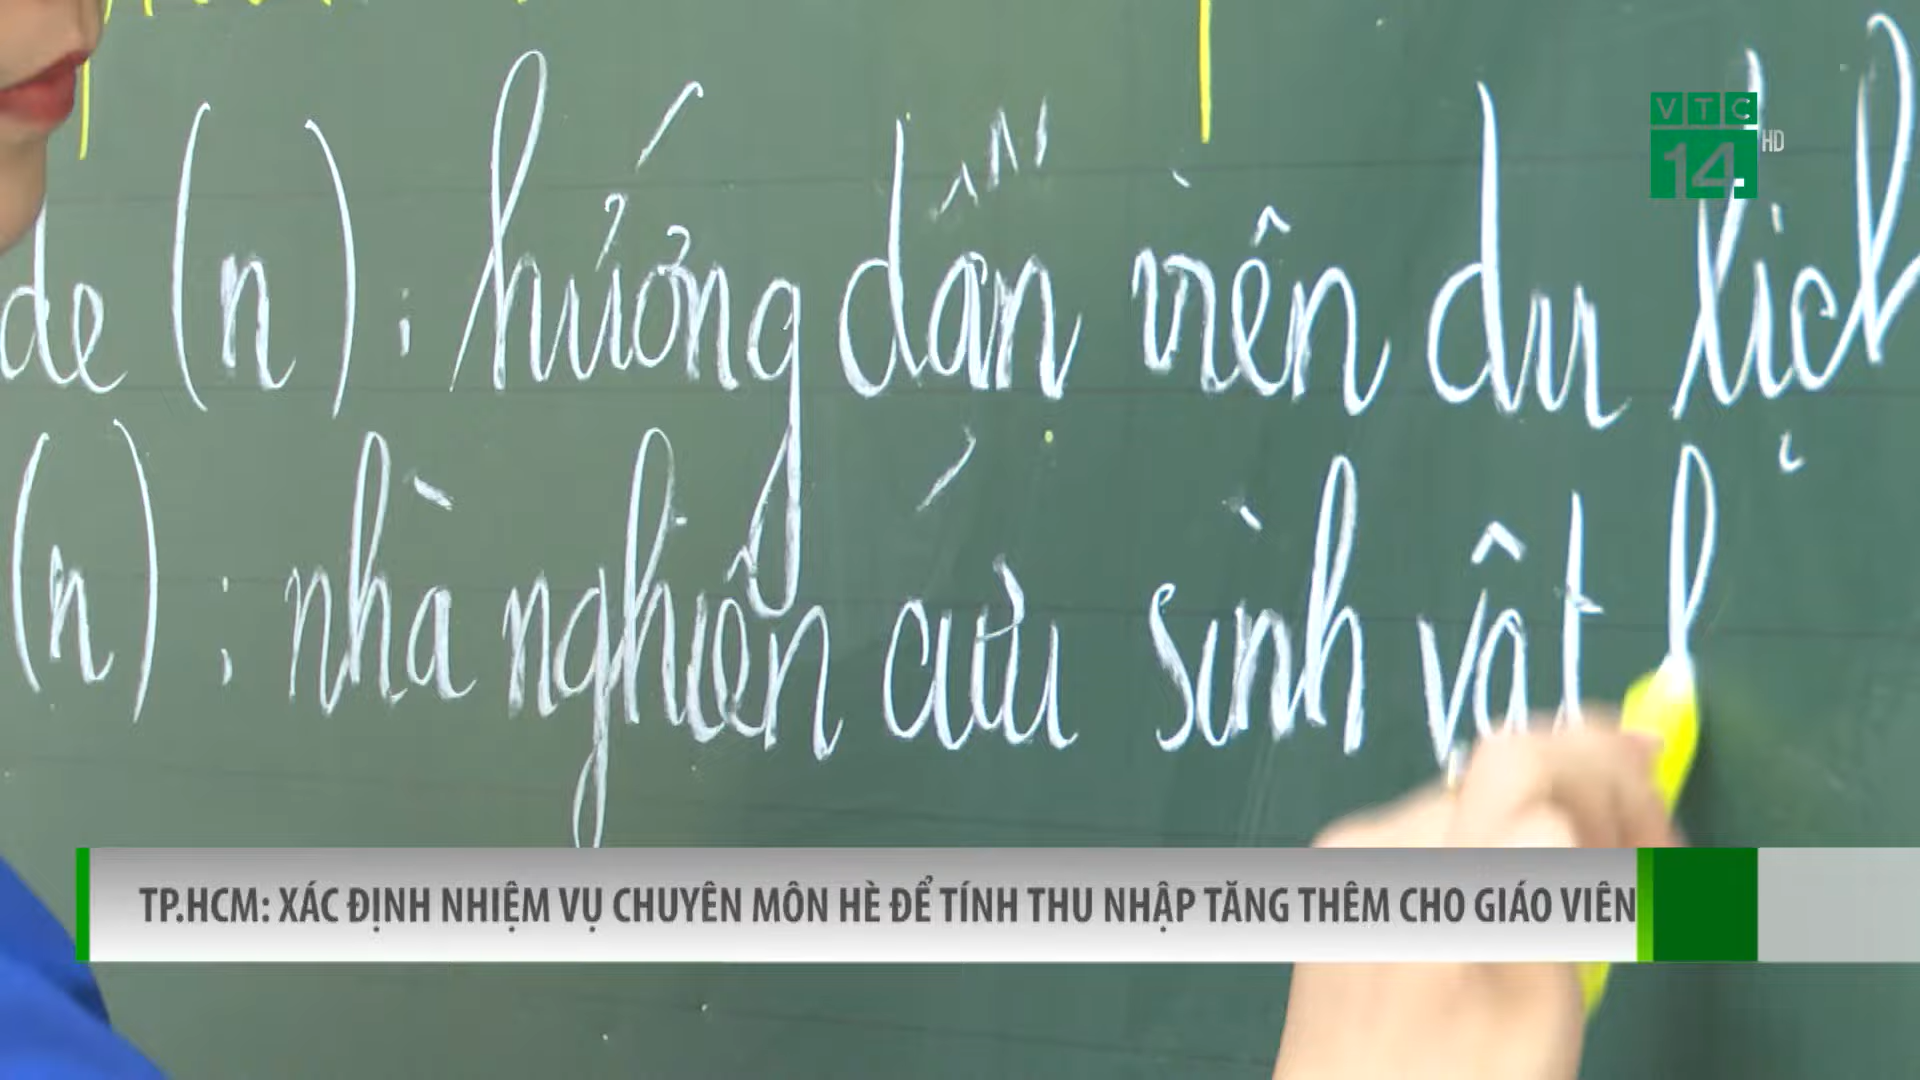 VTC
14 HD
de (n): hướng dẫn viên du lịch
(n): nhà nghiên cứu sinh vật
TP.HCM: XÁC ĐỊNH NHIỆM VỤ CHUYÊN MÔN HÈ ĐỂ TÍNH THU NHẬP TĂNG THÊM CHO GIÁO VIÊN